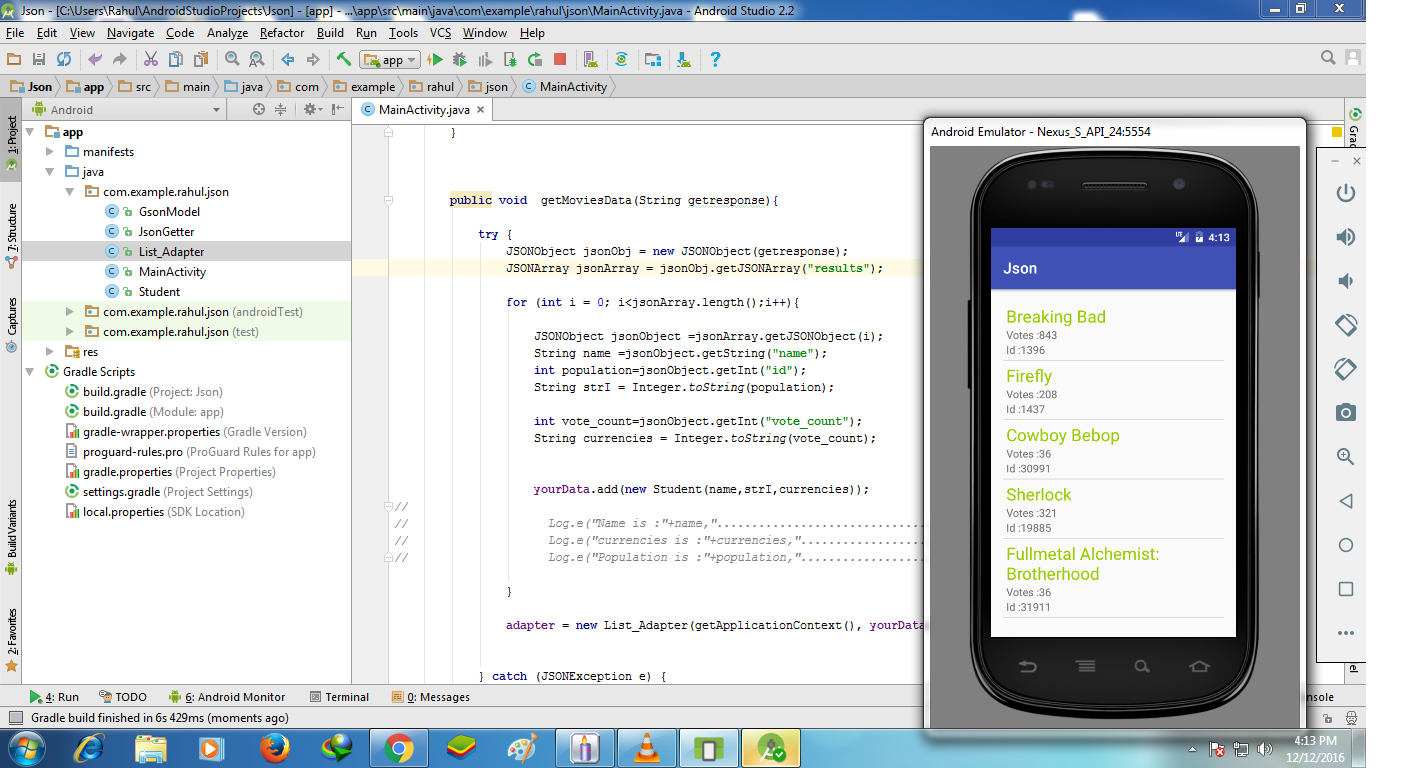 Json - [C:\Users\Rahul\AndroidStudioProjects\Json] - [app] - ...\app\src\main\java\com\example\rahul\json\MainActivity.java - Android Studio 2.2
File Edit View Navigate Code Analyze Refactor Build Run Tools VCS Window Help
app
Json app src main java com example rahul json MainActivity
Android
MainActivity.java
1: Project
7: Structure
Captures
Build Variants
2: Favorites
app
manifests
java
com.example.rahul.json
GsonModel
JsonGetter
List_Adapter
MainActivity
Student
com.example.rahul.json (androidTest)
com.example.rahul.json (test)
res
Gradle Scripts
build.gradle (Project: Json)
build.gradle (Module: app)
gradle-wrapper.properties (Gradle Version)
proguard-rules.pro (ProGuard Rules for app)
gradle.properties (Project Properties)
settings.gradle (Project Settings)
local.properties (SDK Location)
}
public void  getMoviesData(String getresponse){
try {
JSONObject jsonObj = new JSONObject(getresponse);
JSONArray jsonArray = jsonObj.getJSONArray("results");
for (int i = 0; i<jsonArray.length();i++){
JSONObject jsonObject =jsonArray.getJSONObject(i);
String name =jsonObject.getString("name");
int population=jsonObject.getInt("id");
String strI = Integer.toString(population);
int vote_count=jsonObject.getInt("vote_count");
String currencies = Integer.toString(vote_count);
yourData.add(new Student(name,strI,currencies));
//
// Log.e("Name is :"+name,"..............................
// Log.e("currencies is :"+currencies,"..................
// Log.e("Population is :"+population,"..................
}
adapter = new List_Adapter(getApplicationContext(), yourData
} catch (JSONException e) {
Android Emulator - Nexus_S_API_24:5554
LTE 4:13
Json
Breaking Bad
Votes :843
Id :1396
Firefly
Votes :208
Id :1437
Cowboy Bebop
Votes :36
Id :30991
Sherlock
Votes :321
Id :19885
Fullmetal Alchemist:
Brotherhood
Votes :36
Id :31911
Grad
el
4: Run TODO 6: Android Monitor Terminal 0: Messages
nsole
Gradle build finished in 6s 429ms (moments ago)
4:13 PM
12/12/2016